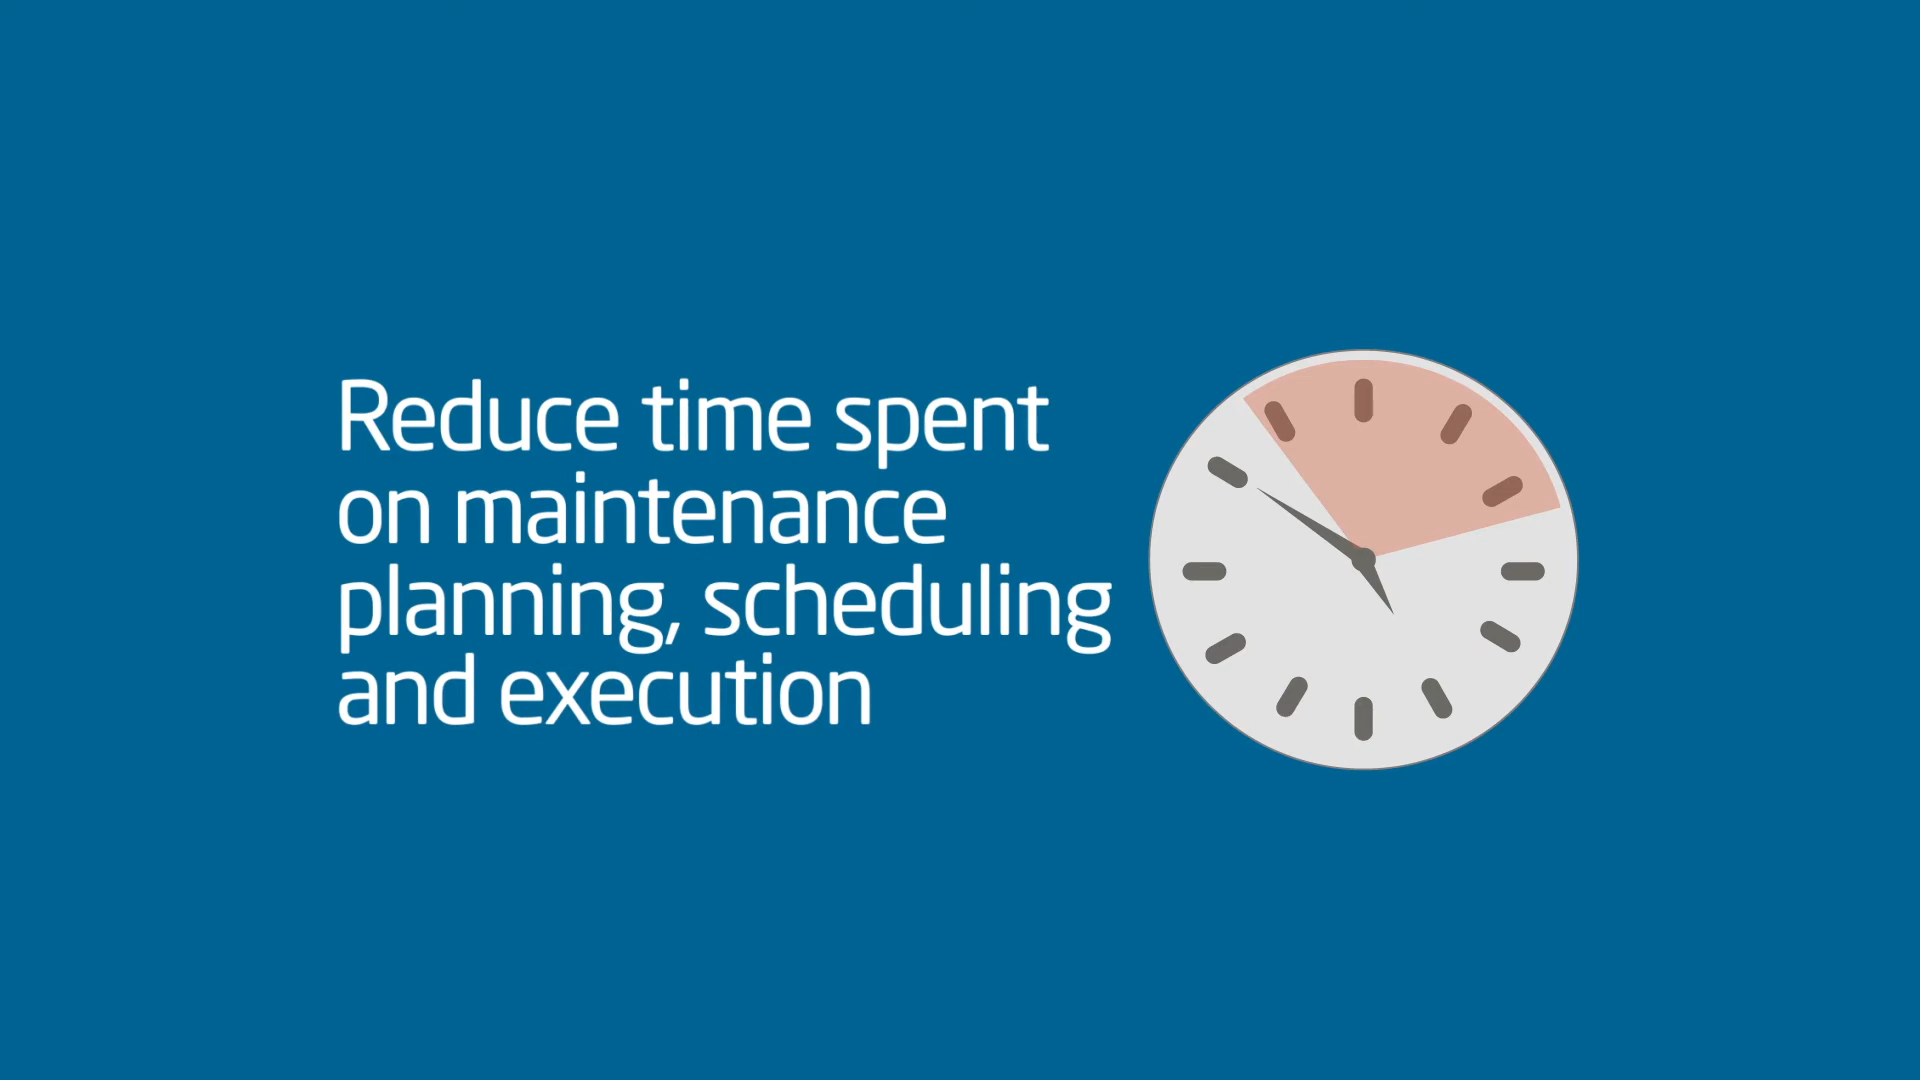 Reduce time spent
on maintenance
planning, scheduling
and execution